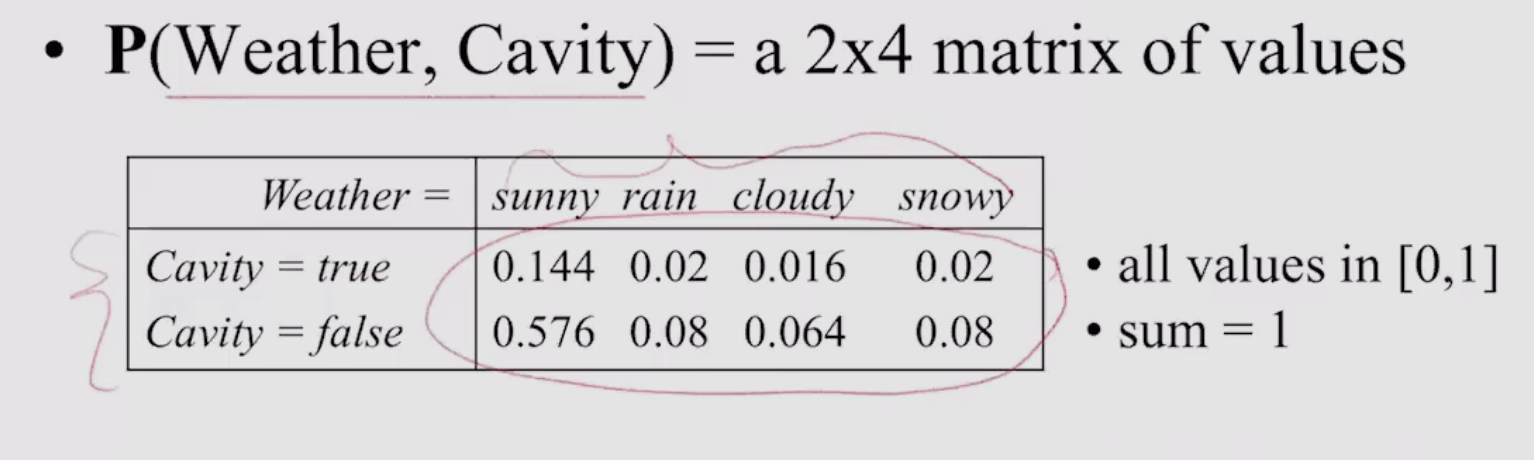 • P(Weather, Cavity) = a 2x4 matrix of values
Weather = sunny rain cloudy snowy
Cavity = true 0.144 0.02 0.016 0.02
• all values in [0,1]
Cavity = false 0.576 0.08 0.064 0.08
• sum = 1